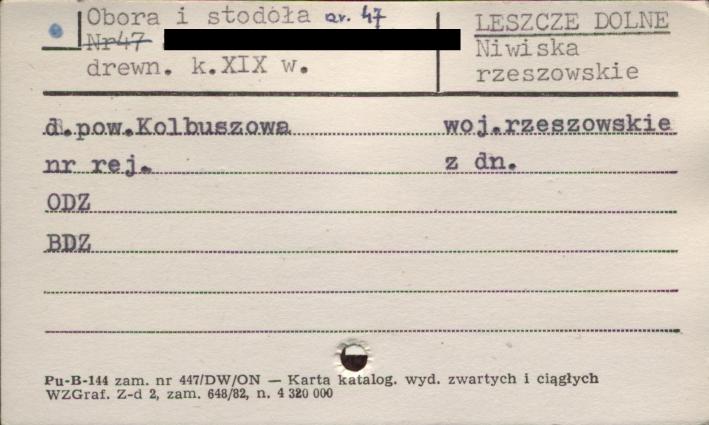 Obora i stodoła nr. 47
Nr47
drewn. k.XIX w.
LESZCZE DOLNE
Niwiska
rzeszowskie
d.pow.Kolbuszowa
woj.rzeszowskie
nr rej.
z dn.
ODZ
BDZ
Pu-B-144 zam. nr 447/DW/ON — Karta katalog. wyd. zwartych i ciągłych
WZGraf. Z-d 2, zam. 648/82, n. 4 320 000